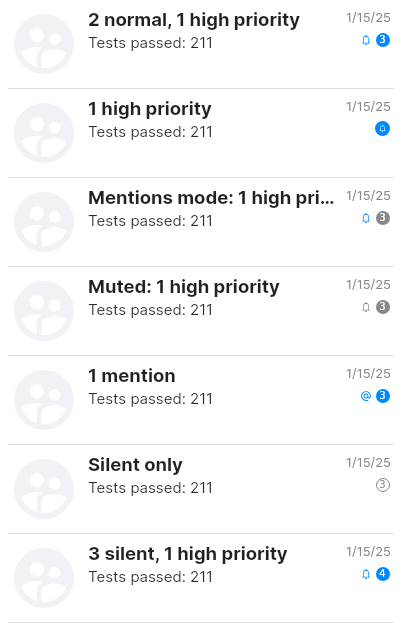 2 normal, 1 high priority 1/15/25
Tests passed: 211 3
1 high priority 1/15/25
Tests passed: 211
Mentions mode: 1 high pri... 1/15/25
Tests passed: 211 3
Muted: 1 high priority 1/15/25
Tests passed: 211 3
1 mention 1/15/25
Tests passed: 211 @ 3
Silent only 1/15/25
Tests passed: 211 3
3 silent, 1 high priority 1/15/25
Tests passed: 211 4